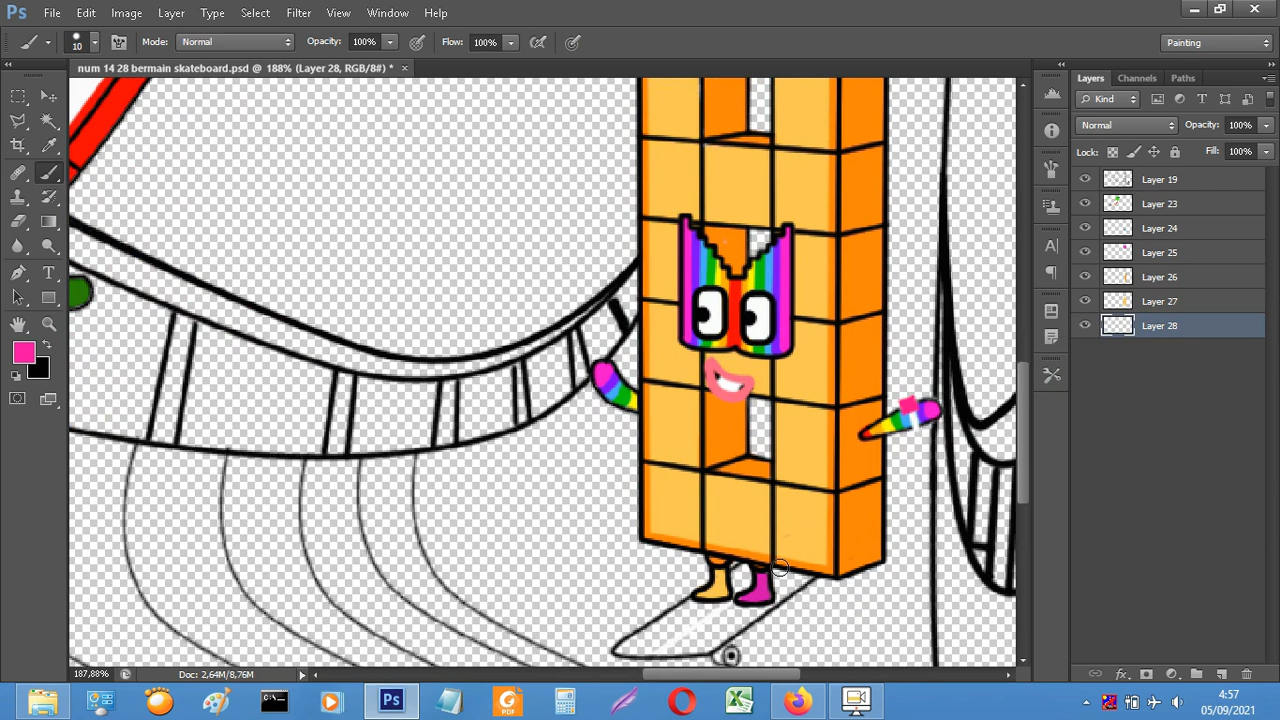 Ps File Edit Image Layer Type Select Filter View Window Help
10 Mode: Normal Opacity: 100% Flow: 100% Painting
num 14 28 bermain skateboard.psd @ 188% (Layer 28, RGB/8#) * ×
Layers Channels Paths
Kind
Normal Opacity: 100%
Lock: Fill: 100%
Layer 19
Layer 23
Layer 24
Layer 25
Layer 26
Layer 27
Layer 28
187,88% Doc: 2,64M/8,76M
4:57
05/09/2021